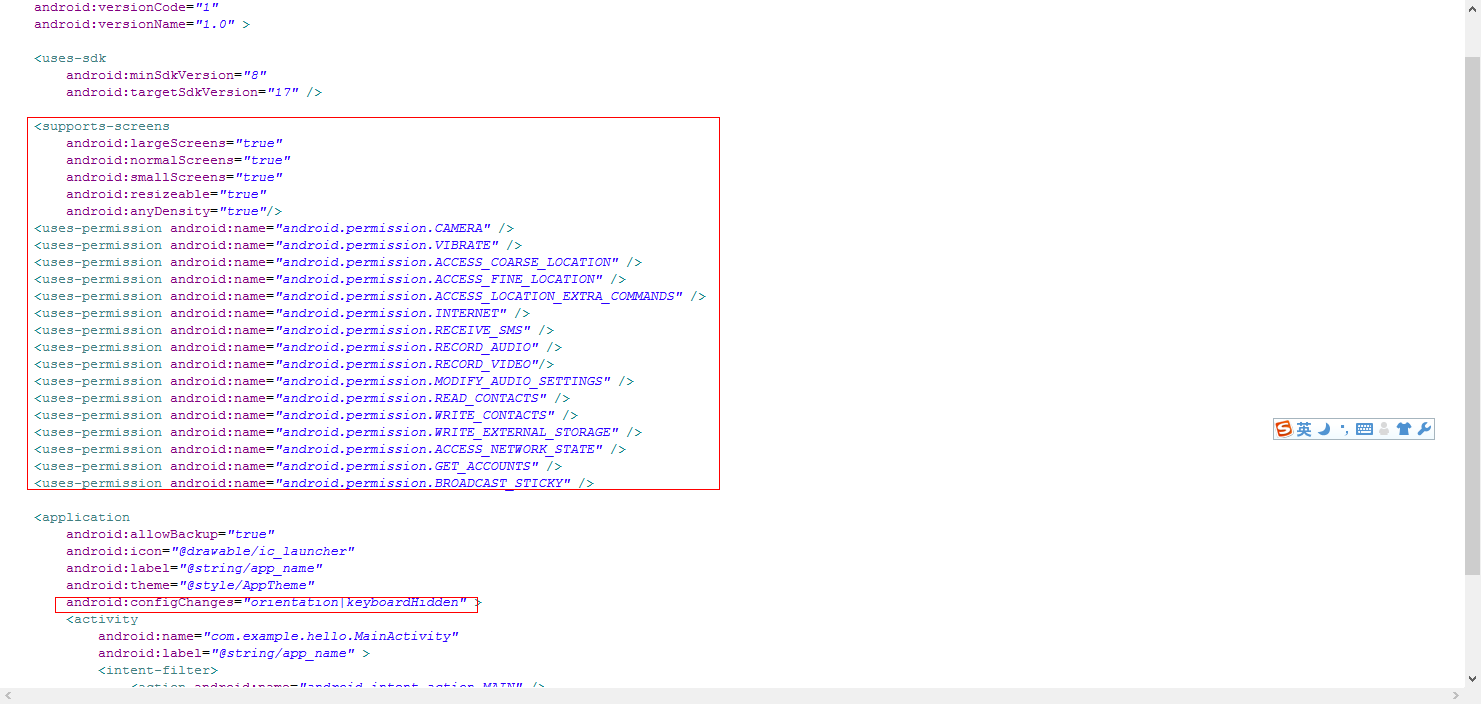 android:versionCode="1"
android:versionName="1.0" >
<uses-sdk
android:minSdkVersion="8"
android:targetSdkVersion="17" />
<supports-screens
android:largeScreens="true"
android:normalScreens="true"
android:smallScreens="true"
android:resizeable="true"
android:anyDensity="true"/>
<uses-permission android:name="android.permission.CAMERA" />
<uses-permission android:name="android.permission.VIBRATE" />
<uses-permission android:name="android.permission.ACCESS_COARSE_LOCATION" />
<uses-permission android:name="android.permission.ACCESS_FINE_LOCATION" />
<uses-permission android:name="android.permission.ACCESS_LOCATION_EXTRA_COMMANDS" />
<uses-permission android:name="android.permission.INTERNET" />
<uses-permission android:name="android.permission.RECEIVE_SMS" />
<uses-permission android:name="android.permission.RECORD_AUDIO" />
<uses-permission android:name="android.permission.RECORD_VIDEO"/>
<uses-permission android:name="android.permission.MODIFY_AUDIO_SETTINGS" />
<uses-permission android:name="android.permission.READ_CONTACTS" />
<uses-permission android:name="android.permission.WRITE_CONTACTS" />
<uses-permission android:name="android.permission.WRITE_EXTERNAL_STORAGE" />
<uses-permission android:name="android.permission.ACCESS_NETWORK_STATE" />
<uses-permission android:name="android.permission.GET_ACCOUNTS" />
<uses-permission android:name="android.permission.BROADCAST_STICKY" />
<application
android:allowBackup="true"
android:icon="@drawable/ic_launcher"
android:label="@string/app_name"
android:theme="@style/AppTheme"
android:configChanges="orientation|keyboardHidden" >
<activity
android:name="com.example.hello.MainActivity"
android:label="@string/app_name" >
<intent-filter>
<action android:name="android.intent.action.MAIN" />
S 英